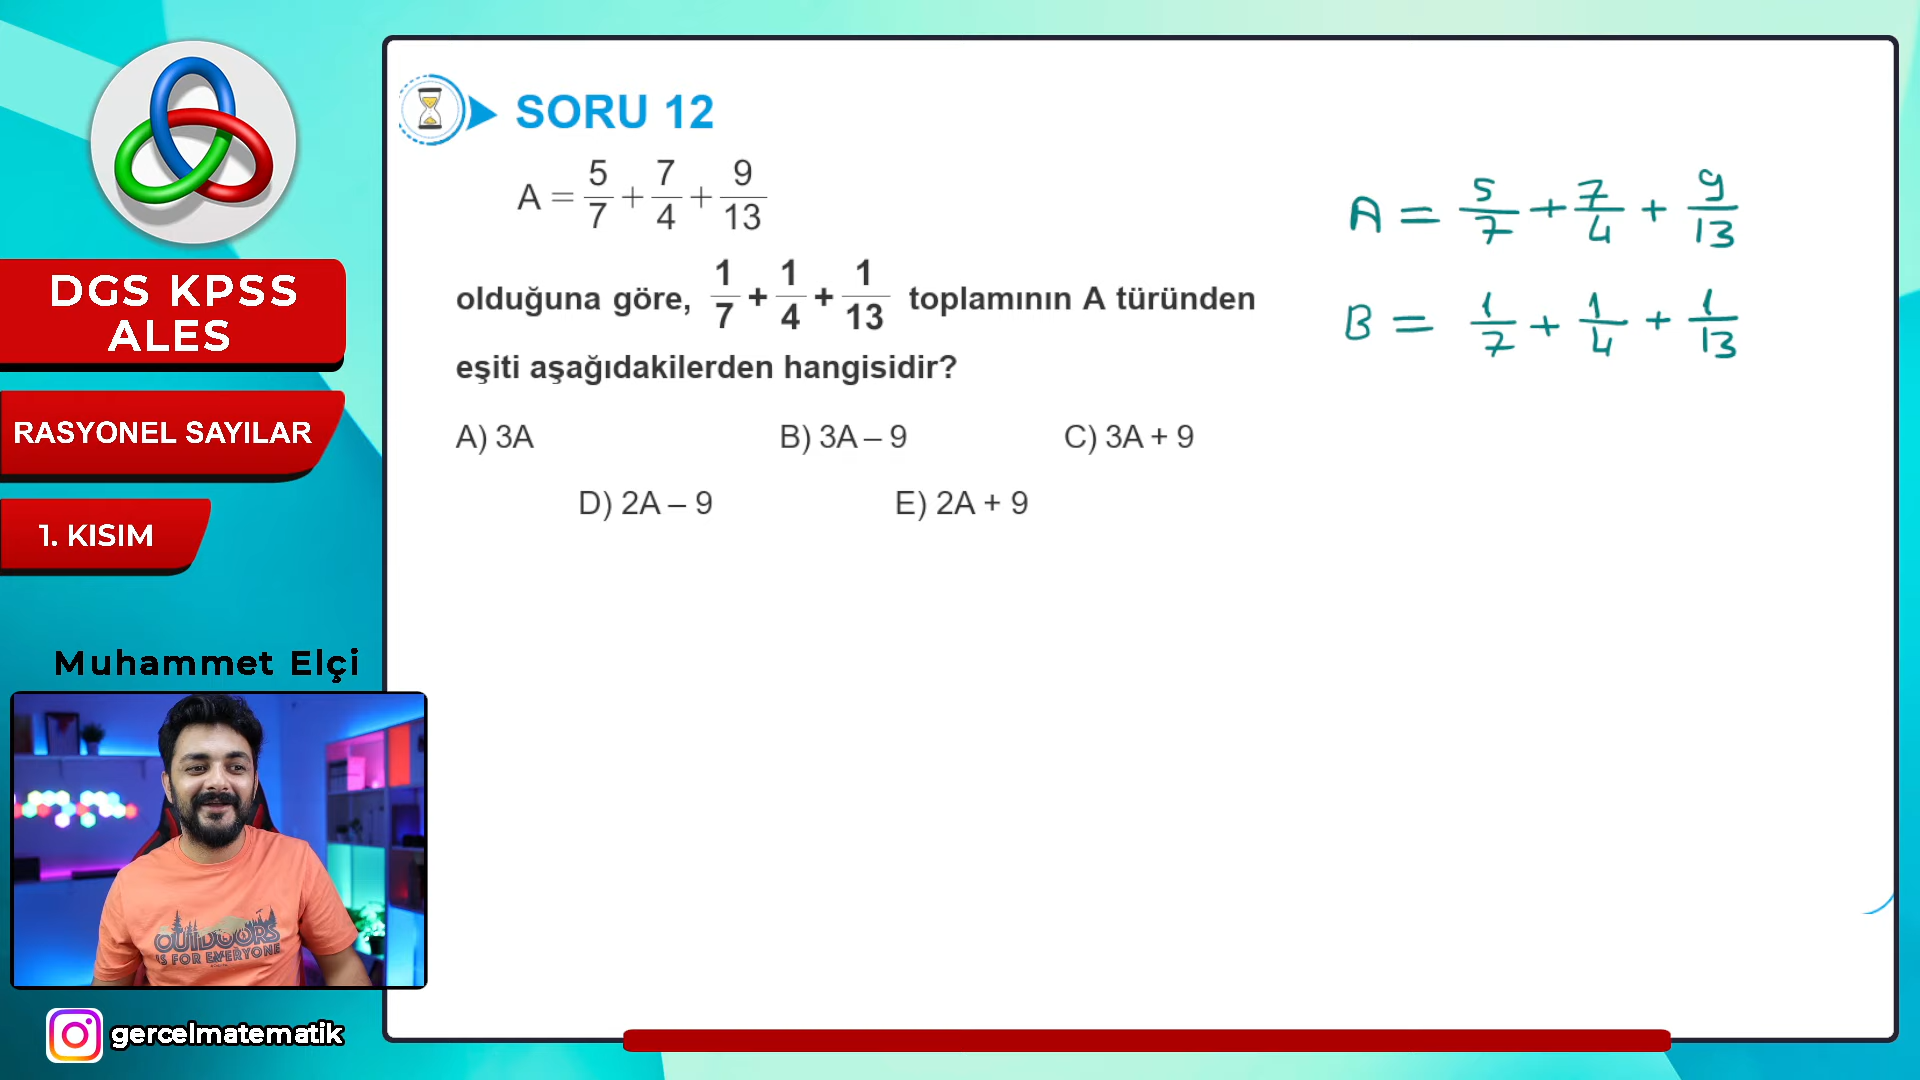 DGS KPSS
ALES
RASYONEL SAYILAR
1. KISIM
Muhammet Elçi
OUTDOORS
IS FOR EVERYONE
gercelmatematik
SORU 12
A = 5/7 + 7/4 + 9/13
olduğuna göre, 1/7 + 1/4 + 1/13 toplamının A türünden
eşiti aşağıdakilerden hangisidir?
A) 3A B) 3A – 9 C) 3A + 9
D) 2A – 9 E) 2A + 9
A = 5/7 + 7/4 + 9/13
B = 1/7 + 1/4 + 1/13